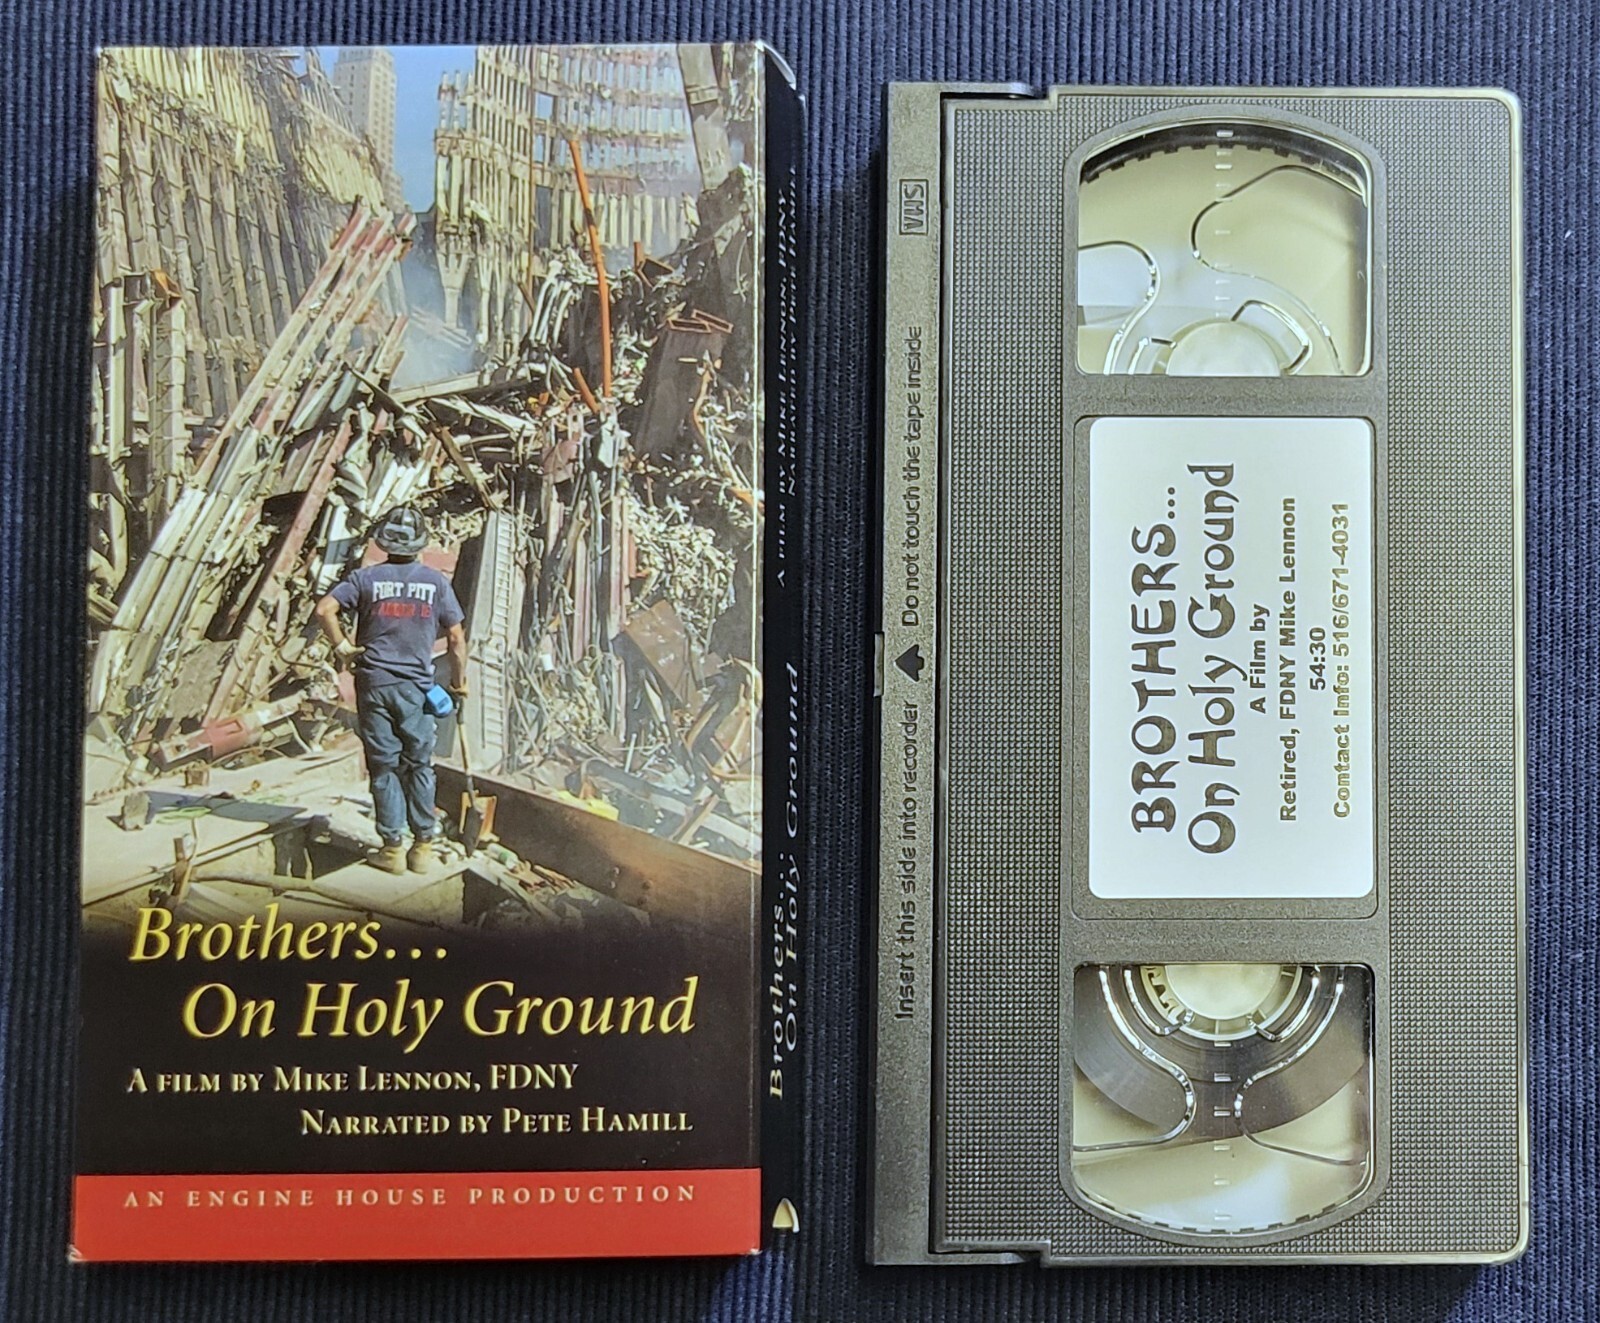 FORT PITT
Brothers...
On Holy Ground
A FILM BY MIKE LENNON, FDNY
NARRATED BY PETE HAMILL
AN ENGINE HOUSE PRODUCTION
Brothers...
On Holy Ground
A FILM BY MIKE LENNON, FDNY
NARRATED BY PETE HAMILL
VHS
Insert this side into recorder
Do not touch the tape inside
BROTHERS...
On Holy Ground
A Film by
Retired, FDNY Mike Lennon
54:30
Contact Info: 516/671-4031